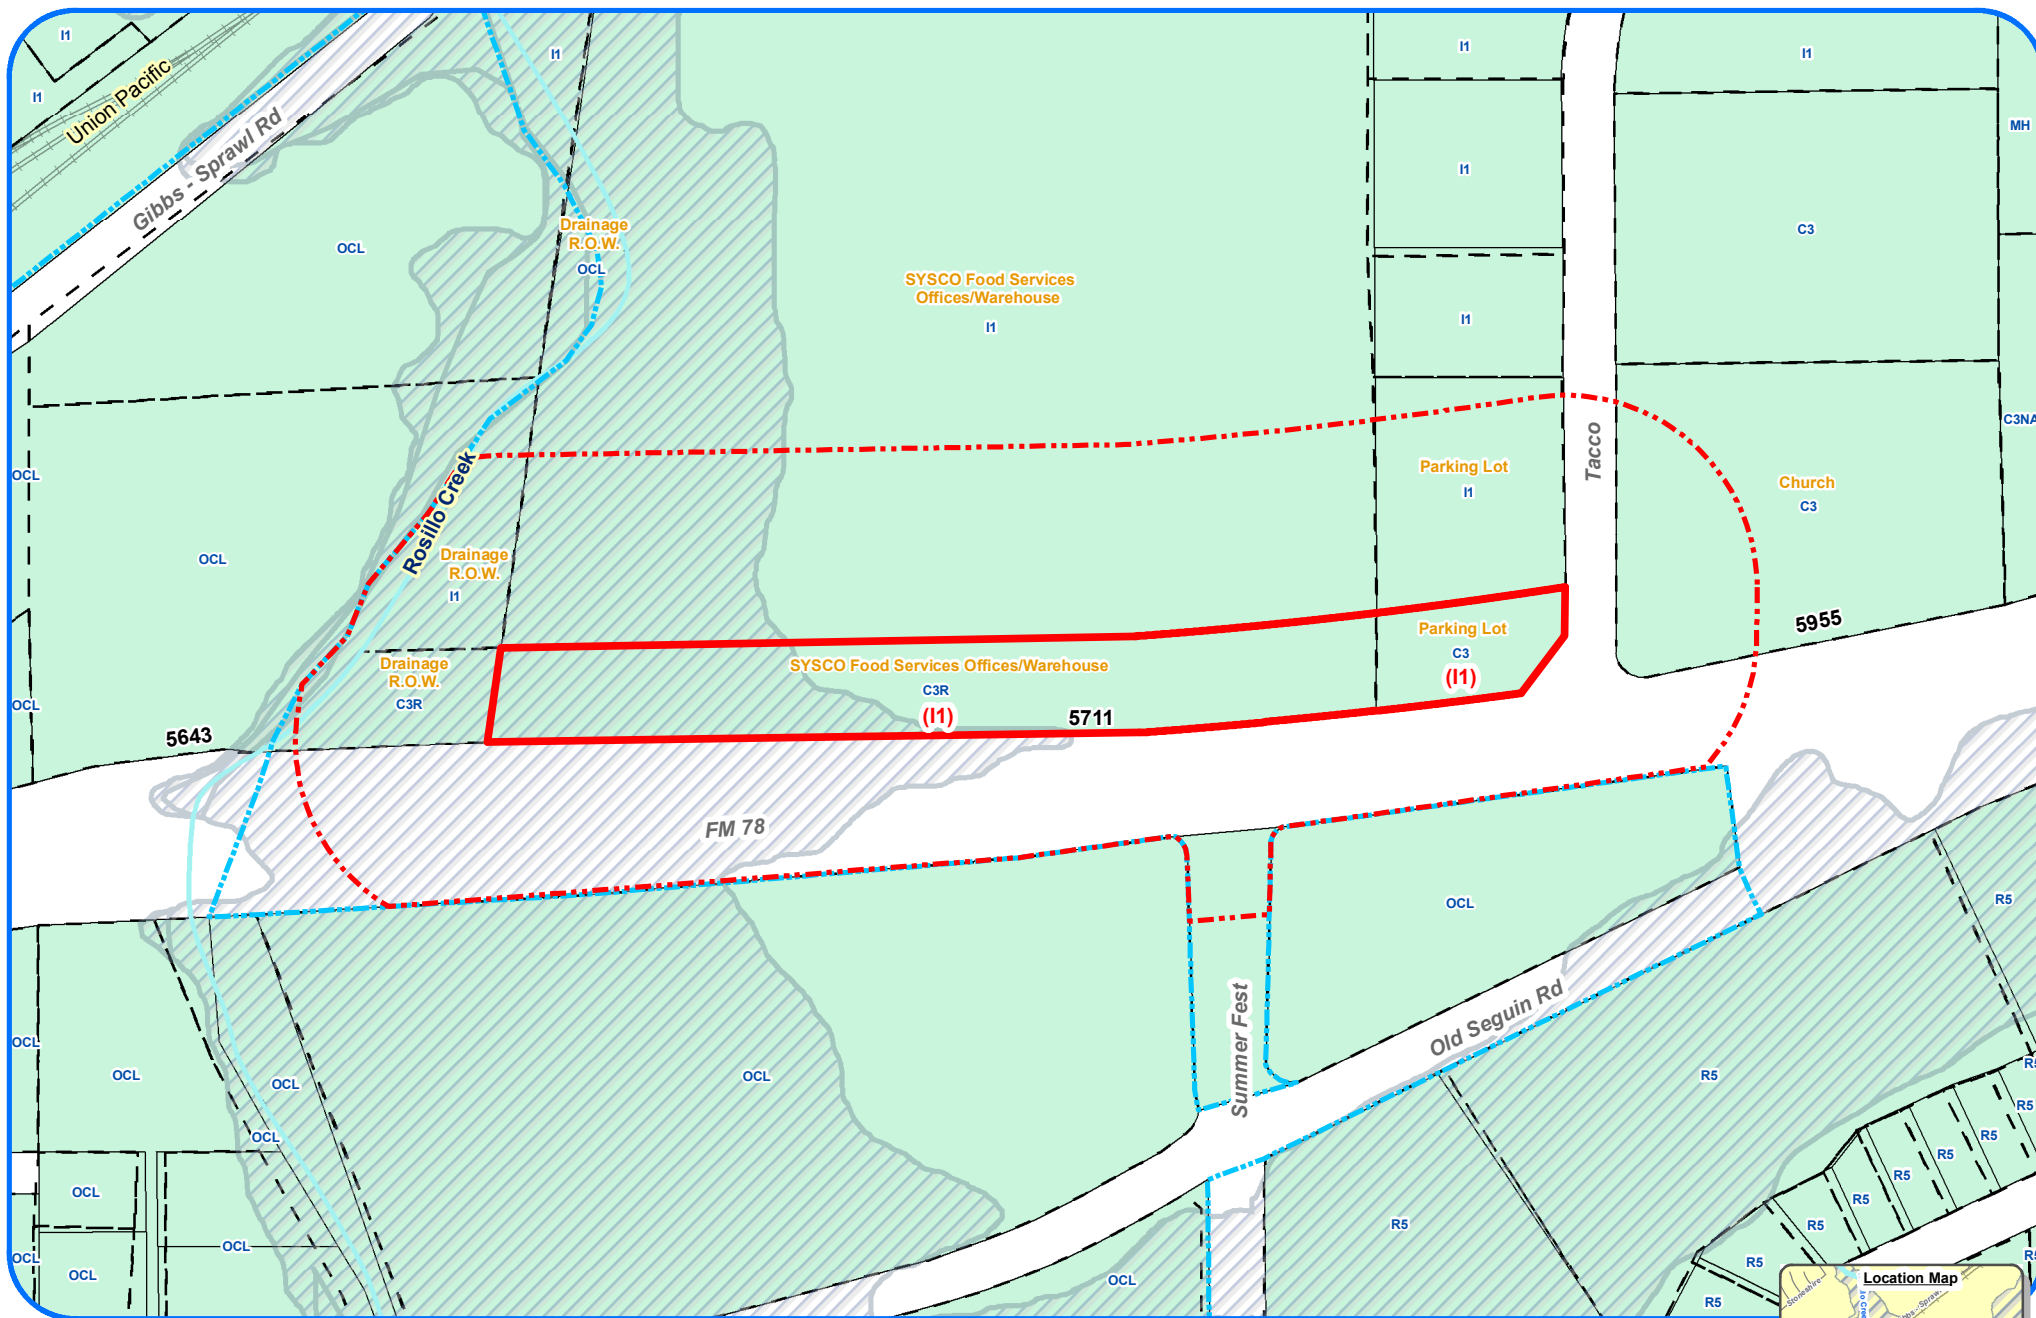 I1
I1
Union Pacific
Gibbs - Sprawl Rd
I1
I1
I1
MH
I1
C3
Drainage
R.O.W.
OCL
OCL
SYSCO Food Services
Offices/Warehouse
I1
I1
C3NA
Tacco
Parking Lot
I1
Church
C3
OCL
OCL
Rosillo Creek
Drainage
R.O.W.
I1
5955
Parking Lot
C3
(I1)
Drainage
R.O.W.
C3R
SYSCO Food Services Offices/Warehouse
C3R
(I1)
5711
OCL
5643
FM 78
OCL
R5
Summer Fest
Old Seguin Rd
OCL
OCL
OCL
OCL
R5
R5
R5
OCL
R5
R5
R5
R5
OCL
R5
R5
OCL
OCL
OCL
OCL
R5
R5
R5
Location Map
Stoneshire